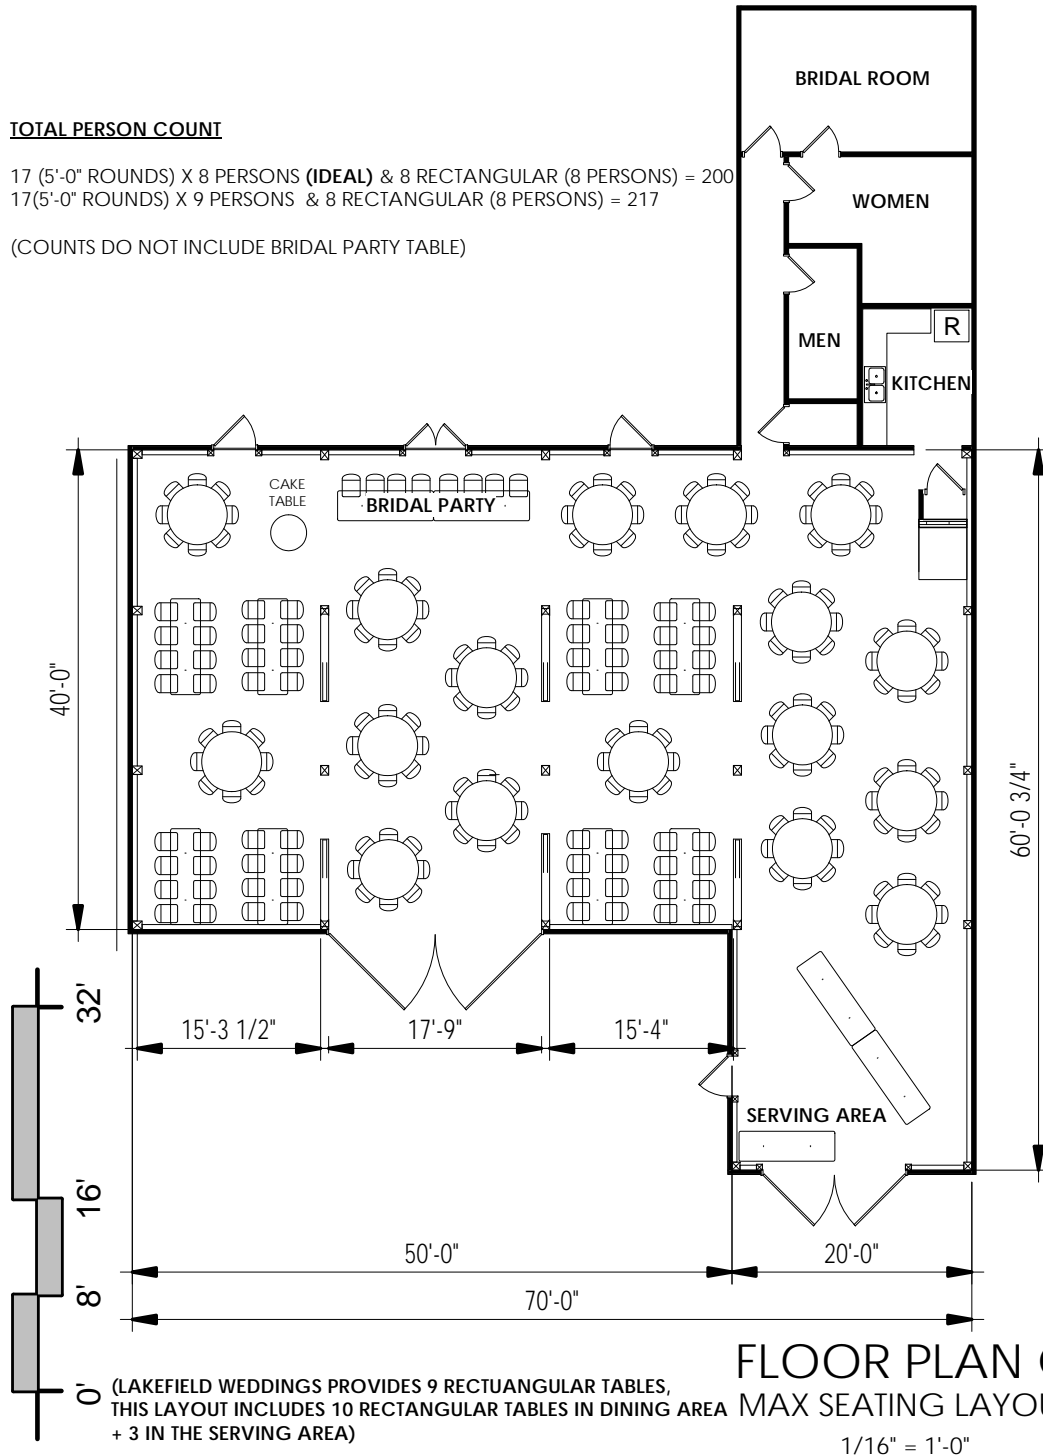 BRIDAL ROOM
TOTAL PERSON COUNT
17 (5'-0" ROUNDS) X 8 PERSONS (IDEAL) & 8 RECTANGULAR (8 PERSONS) = 200
17(5'-0" ROUNDS) X 9 PERSONS & 8 RECTANGULAR (8 PERSONS) = 217
(COUNTS DO NOT INCLUDE BRIDAL PARTY TABLE)
WOMEN
R
MEN
KITCHEN
CAKE
TABLE
BRIDAL PARTY
40'-0"
60'-0 3/4"
32'
16'
8'
0'
15'-3 1/2"
17'-9"
15'-4"
SERVING AREA
50'-0"
20'-0"
70'-0"
(LAKEFIELD WEDDINGS PROVIDES 9 RECTUANGULAR TABLES,
THIS LAYOUT INCLUDES 10 RECTANGULAR TABLES IN DINING AREA
+ 3 IN THE SERVING AREA)
FLOOR PLAN
MAX SEATING LAYOU
1/16" = 1'-0"